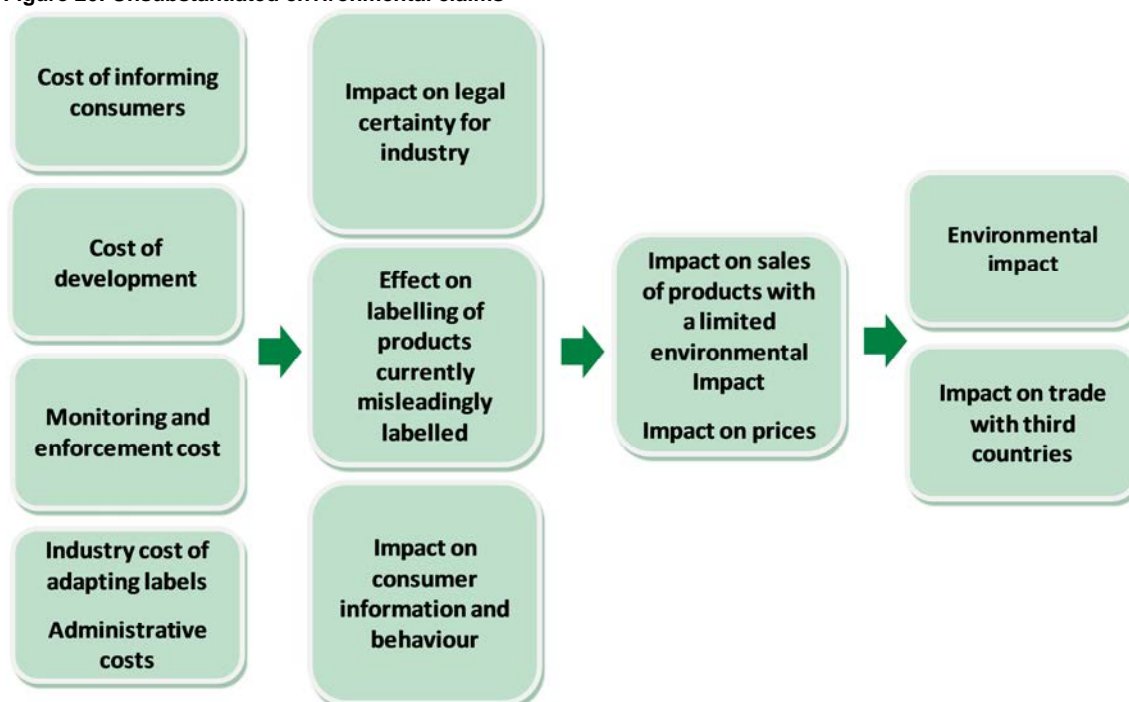 Cost of informing
consumers
Cost of
development
Monitoring and
enforcement cost
Industry cost of
adapting labels
Administrative
costs
Impact on legal
certainty for
industry
Effect on
labelling of
products
currently
misleadingly
labelled
Impact on
consumer
information and
behaviour
Impact on sales
of products with
a limited
environmental
Impact
Impact on prices
Environmental
impact
Impact on trade
with third
countries